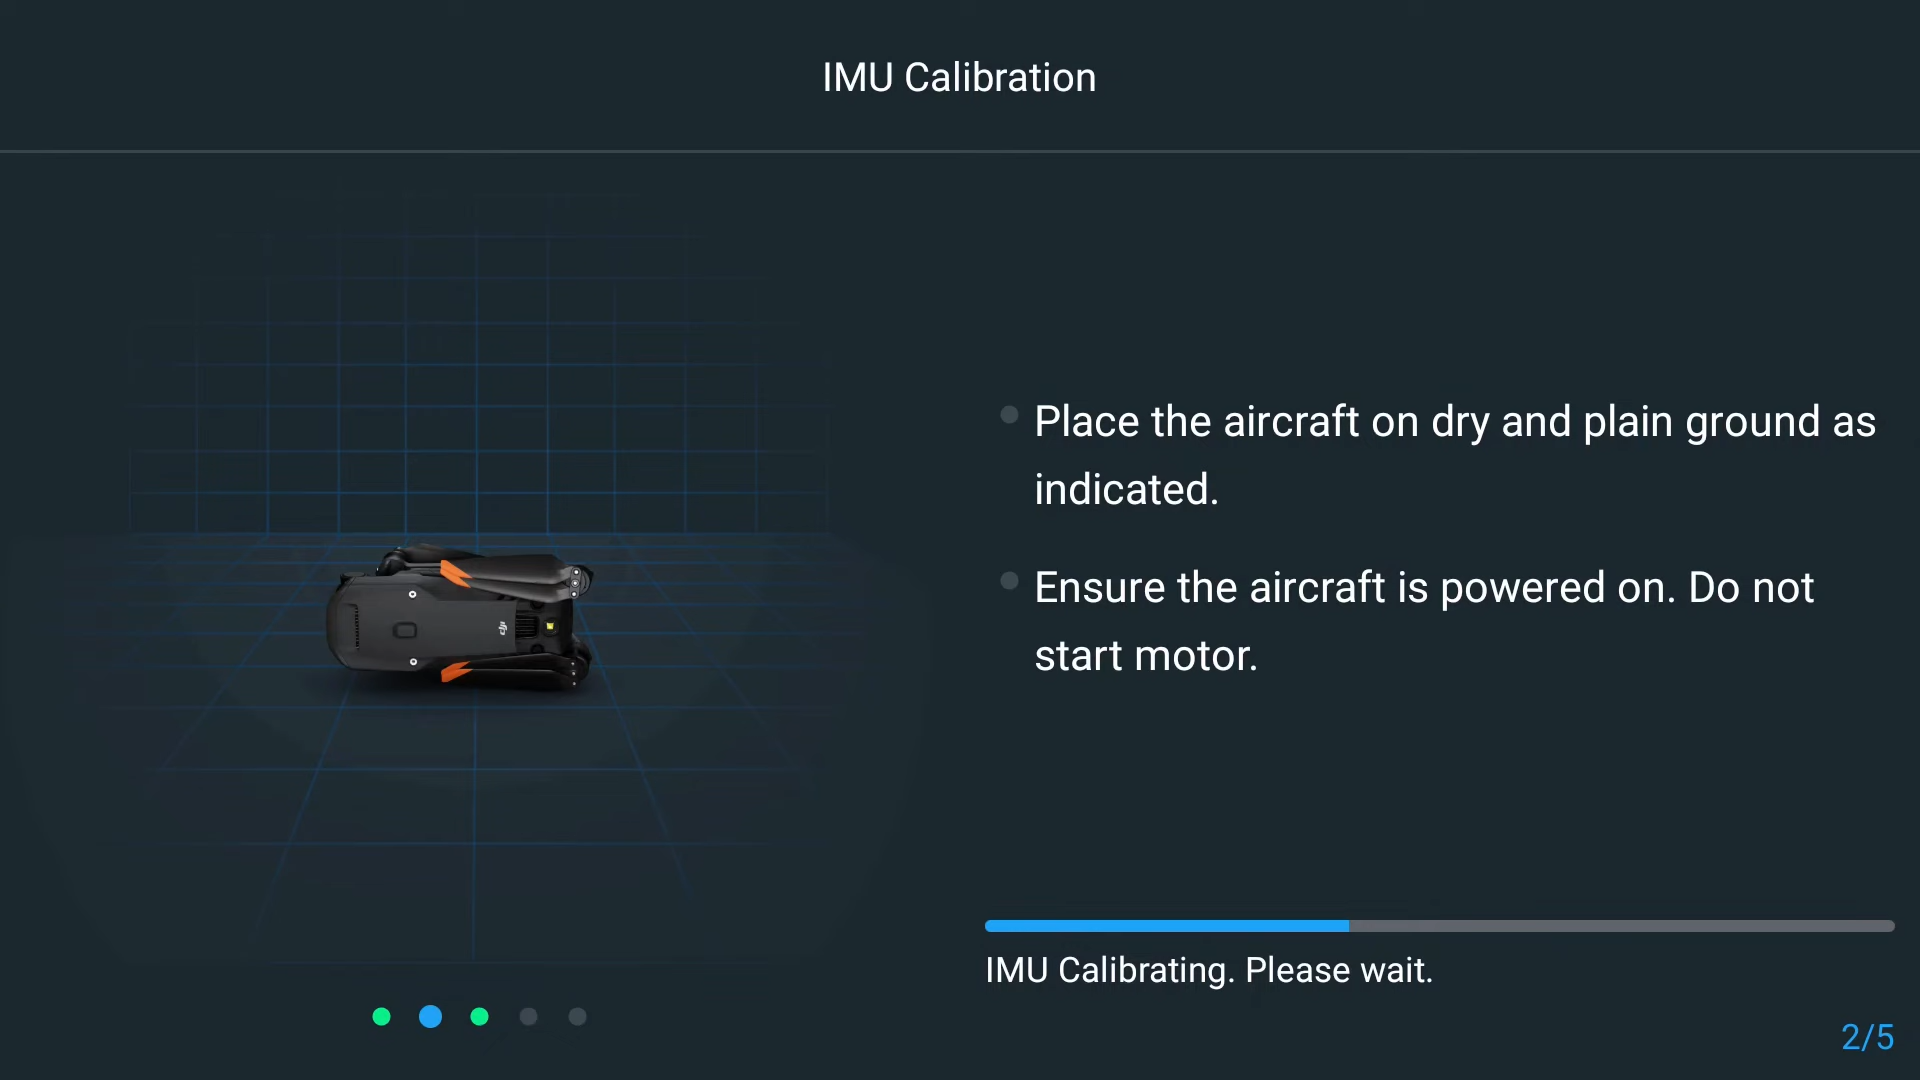 IMU Calibration
Place the aircraft on dry and plain ground as
indicated.
Ensure the aircraft is powered on. Do not
start motor.
dji
IMU Calibrating. Please wait.
2/5